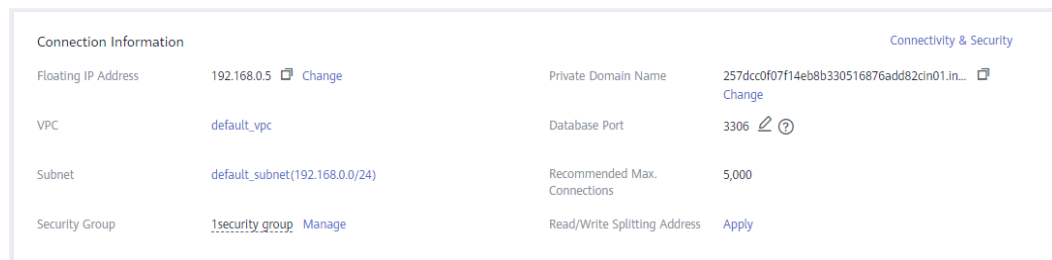 Connection Information
Connectivity & Security
Floating IP Address
192.168.0.5 Change
Private Domain Name
257dcc0f07f14eb8b330516876add82cin01.in...
Change
VPC
default_vpc
Database Port
3306
Subnet
default_subnet(192.168.0.0/24)
Recommended Max.
Connections
5,000
Security Group
1security group Manage
Read/Write Splitting Address
Apply